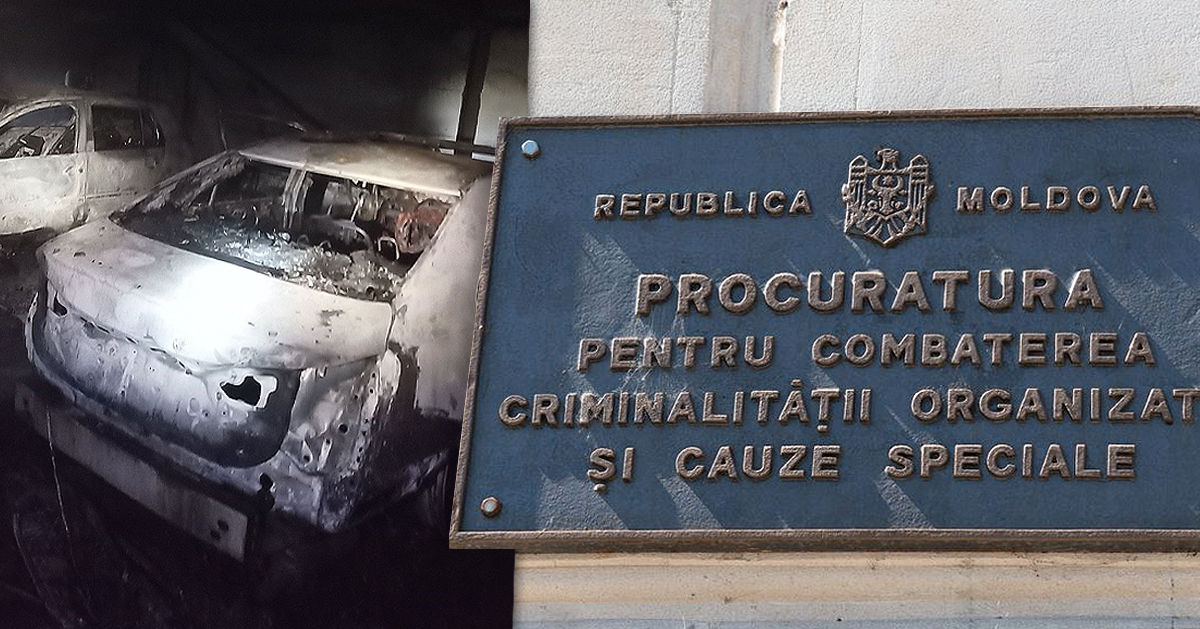 REPUBLICA MOLDOVA
PROCURATURA
PENTRU COMBATEREA
CRIMINALITĂȚII ORGANIZAT
ȘI CAUZE SPECIALE